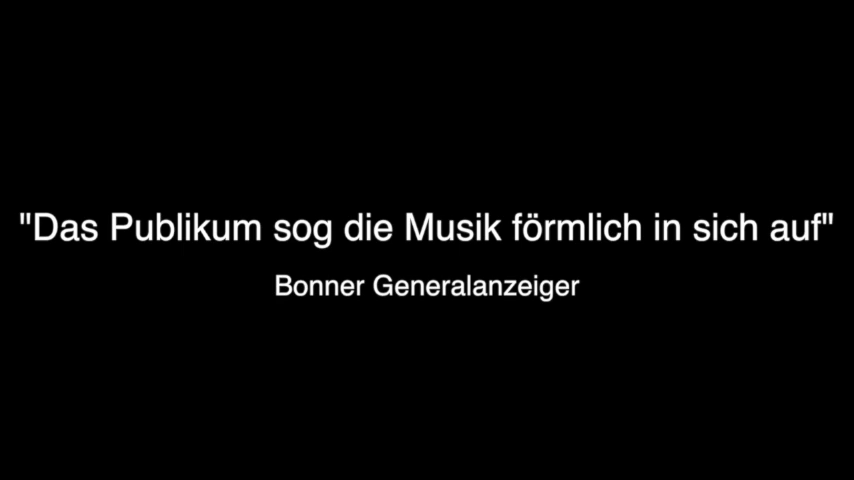 "Das Publikum sog die Musik förmlich in sich auf"
Bonner Generalanzeiger